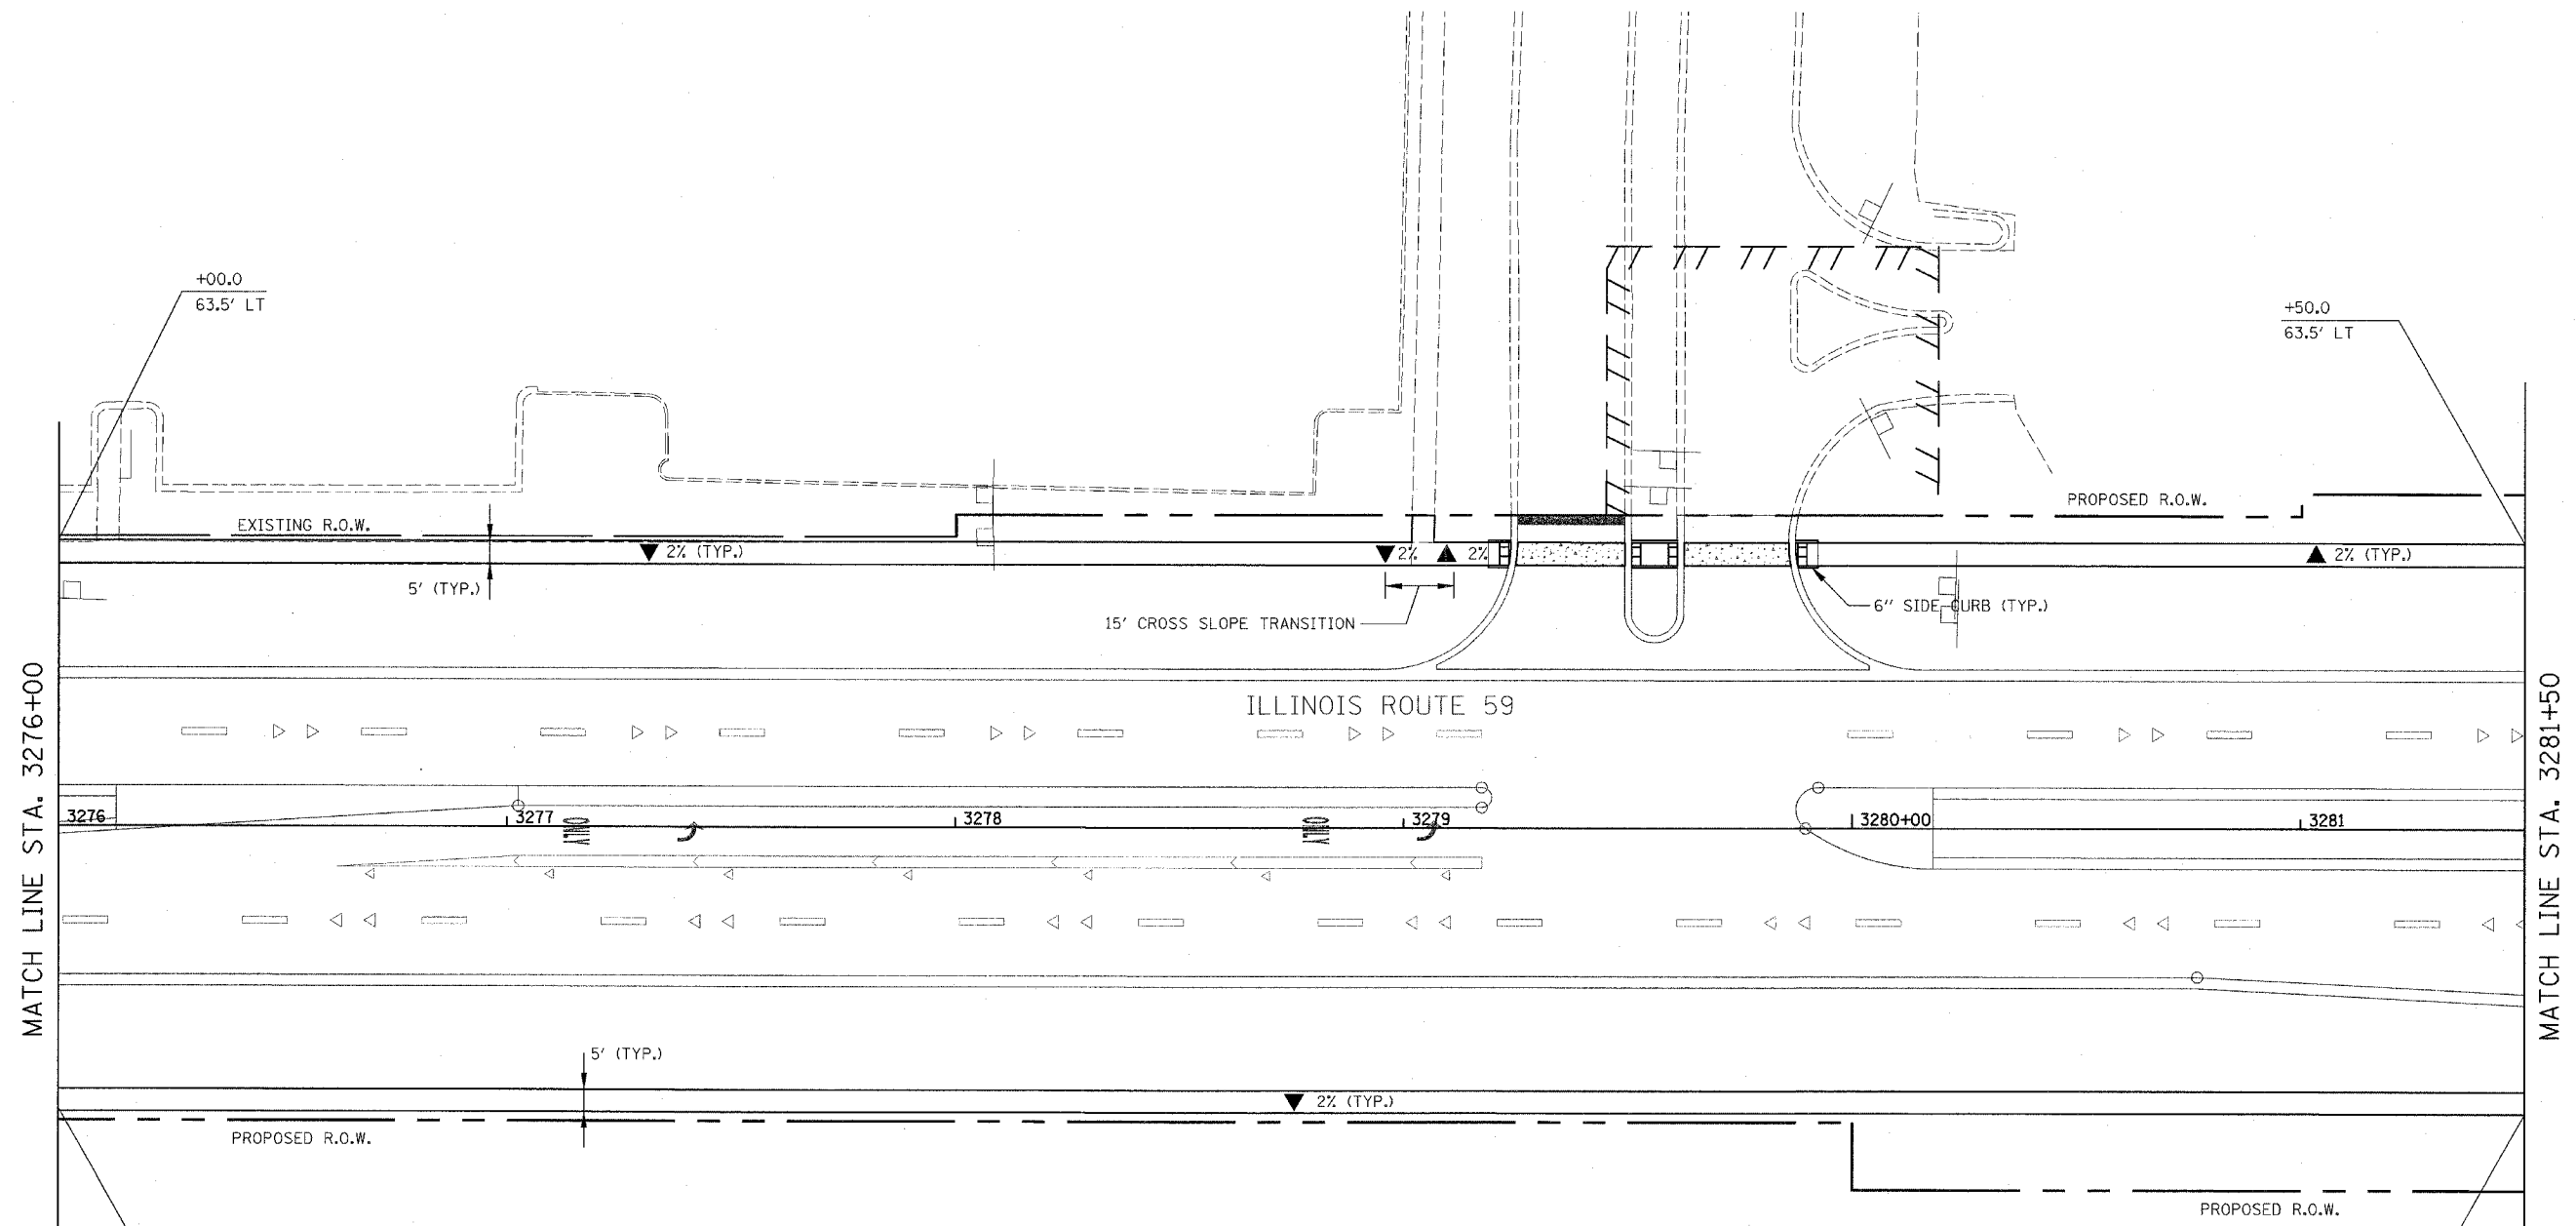 +00.0
63.5' LT
+50.0
63.5' LT
EXISTING R.O.W.
PROPOSED R.O.W.
2% (TYP.)
2%
2%
2% (TYP.)
5' (TYP.)
6" SIDE CURB (TYP.)
15' CROSS SLOPE TRANSITION
MATCH LINE STA. 3276+00
MATCH LINE STA. 3281+50
ILLINOIS ROUTE 59
3276
3277
3278
3279
3280+00
3281
ONLY
ONLY
5' (TYP.)
2% (TYP.)
PROPOSED R.O.W.
PROPOSED R.O.W.